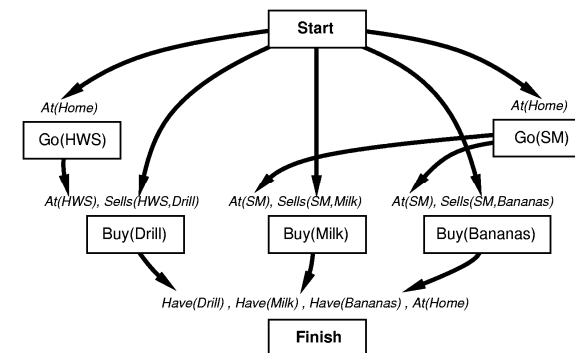 Start
At(Home) At(Home)
Go(HWS) Go(SM)
At(HWS), Sells(HWS,Drill) At(SM), Sells(SM,Milk) At(SM), Sells(SM,Bananas)
Buy(Drill) Buy(Milk) Buy(Bananas)
Have(Drill) , Have(Milk) , Have(Bananas) , At(Home)
Finish